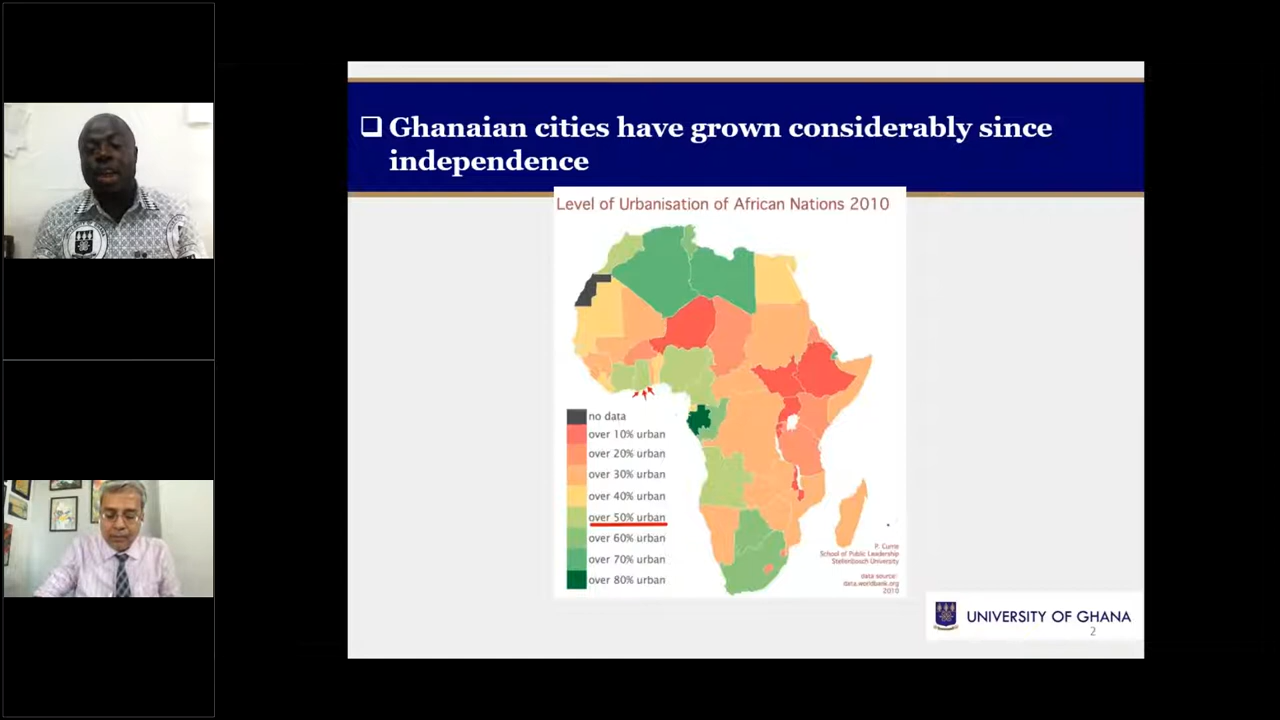 ❑ Ghanaian cities have grown considerably since
independence
Level of Urbanisation of African Nations 2010
no data
over 10% urban
over 20% urban
over 30% urban
over 40% urban
over 50% urban
over 60% urban
over 70% urban
over 80% urban
P. Currie
School of Public Leadership
Stellenbosch University
data source:
data.worldbank.org
2010
UNIVERSITY OF GHANA
2